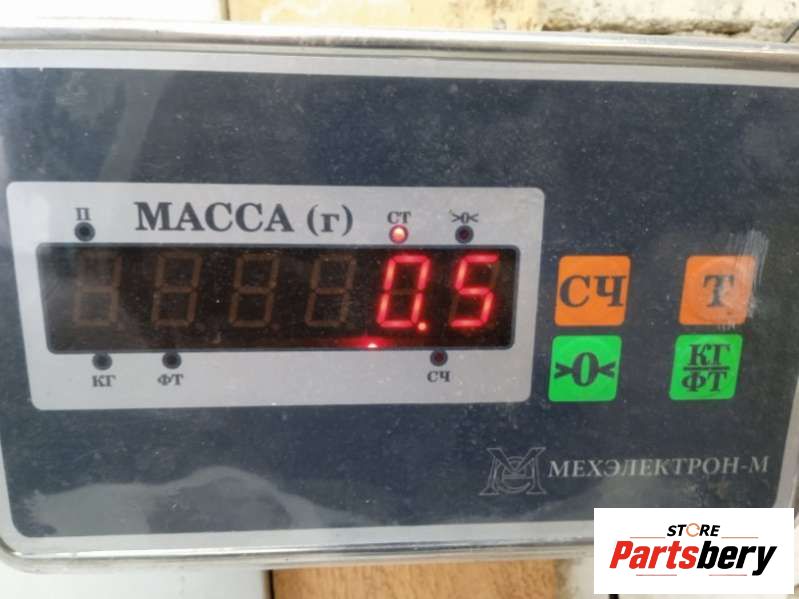 П МАССА (г) СТ >0<
0.5
КГ ФТ СЧ
СЧ Т
>0< КГ/ФТ
МЕХЭЛЕКТРОН-М
STORE
Partsbery